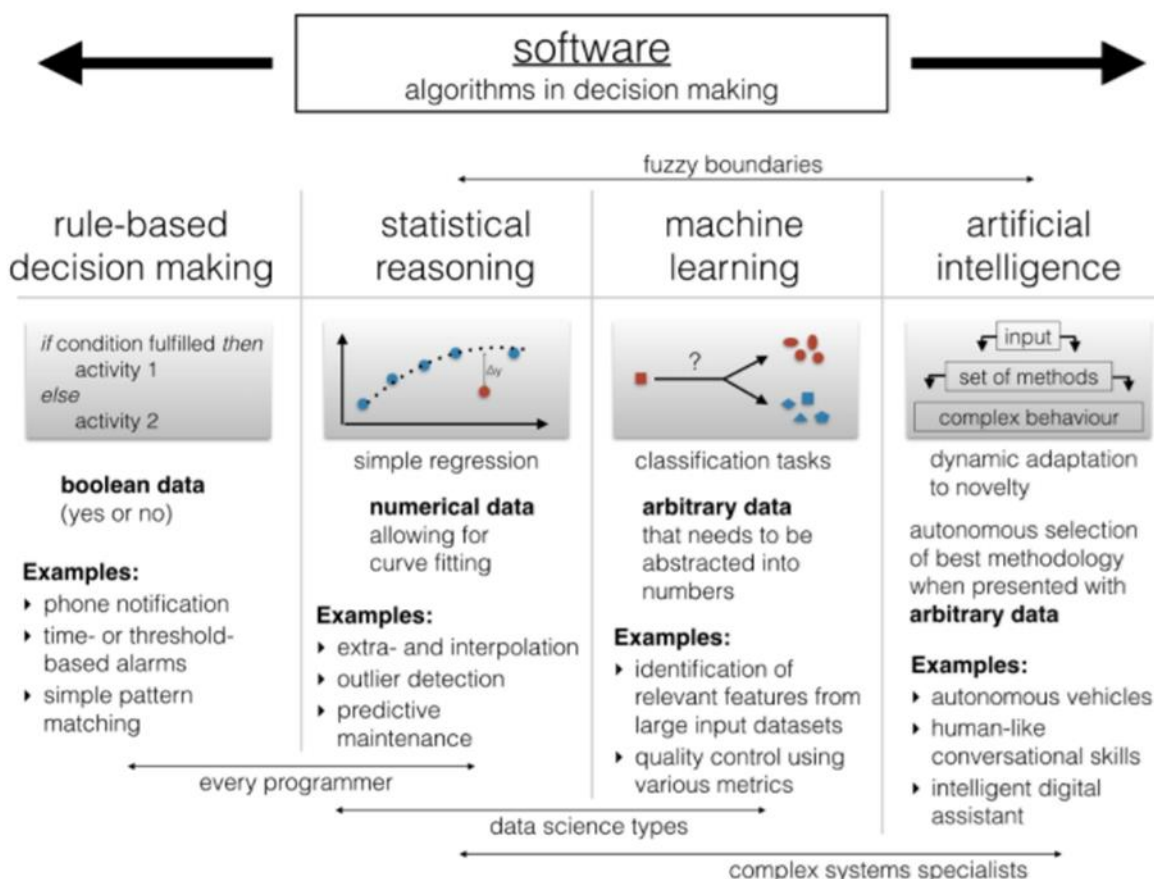 software
algorithms in decision making
fuzzy boundaries
rule-based
decision making
if condition fulfilled then
activity 1
else
activity 2
boolean data
(yes or no)
Examples:
‣ phone notification
‣ time- or threshold-
based alarms
‣ simple pattern
matching
statistical
reasoning
Δy
simple regression
numerical data
allowing for
curve fitting
Examples:
‣ extra- and interpolation
‣ outlier detection
‣ predictive
maintenance
machine
learning
?
classification tasks
arbitrary data
that needs to be
abstracted into
numbers
Examples:
‣ identification of
relevant features from
large input datasets
‣ quality control using
various metrics
artificial
intelligence
input
set of methods
complex behaviour
dynamic adaptation
to novelty
autonomous selection
of best methodology
when presented with
arbitrary data
Examples:
‣ autonomous vehicles
‣ human-like
conversational skills
‣ intelligent digital
assistant
every programmer
data science types
complex systems specialists